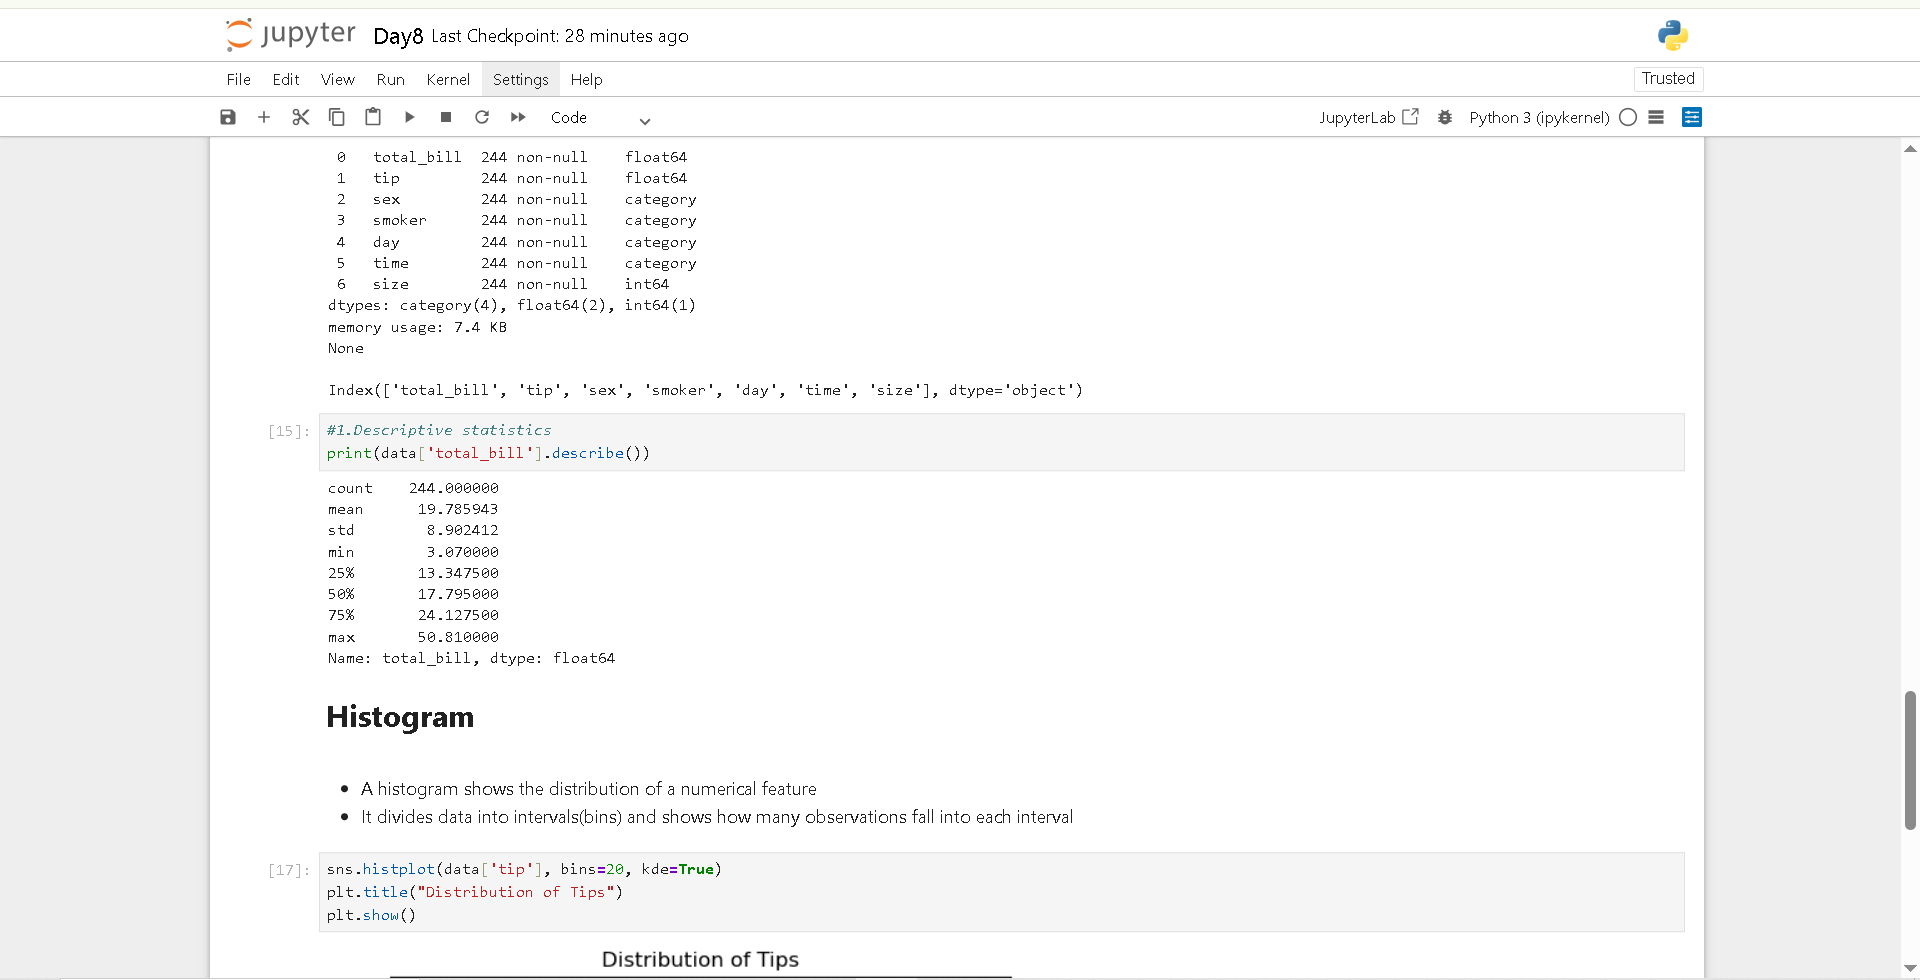 jupyter Day8 Last Checkpoint: 28 minutes ago
File Edit View Run Kernel Settings Help Trusted
Code JupyterLab Python 3 (ipykernel)
0 total_bill 244 non-null float64
1 tip 244 non-null float64
2 sex 244 non-null category
3 smoker 244 non-null category
4 day 244 non-null category
5 time 244 non-null category
6 size 244 non-null int64
dtypes: category(4), float64(2), int64(1)
memory usage: 7.4 KB
None
Index(['total_bill', 'tip', 'sex', 'smoker', 'day', 'time', 'size'], dtype='object')
[15]: #1.Descriptive statistics
print(data['total_bill'].describe())
count 244.000000
mean 19.785943
std 8.902412
min 3.070000
25% 13.347500
50% 17.795000
75% 24.127500
max 50.810000
Name: total_bill, dtype: float64
Histogram
• A histogram shows the distribution of a numerical feature
• It divides data into intervals(bins) and shows how many observations fall into each interval
[17]: sns.histplot(data['tip'], bins=20, kde=True)
plt.title("Distribution of Tips")
plt.show()
Distribution of Tips